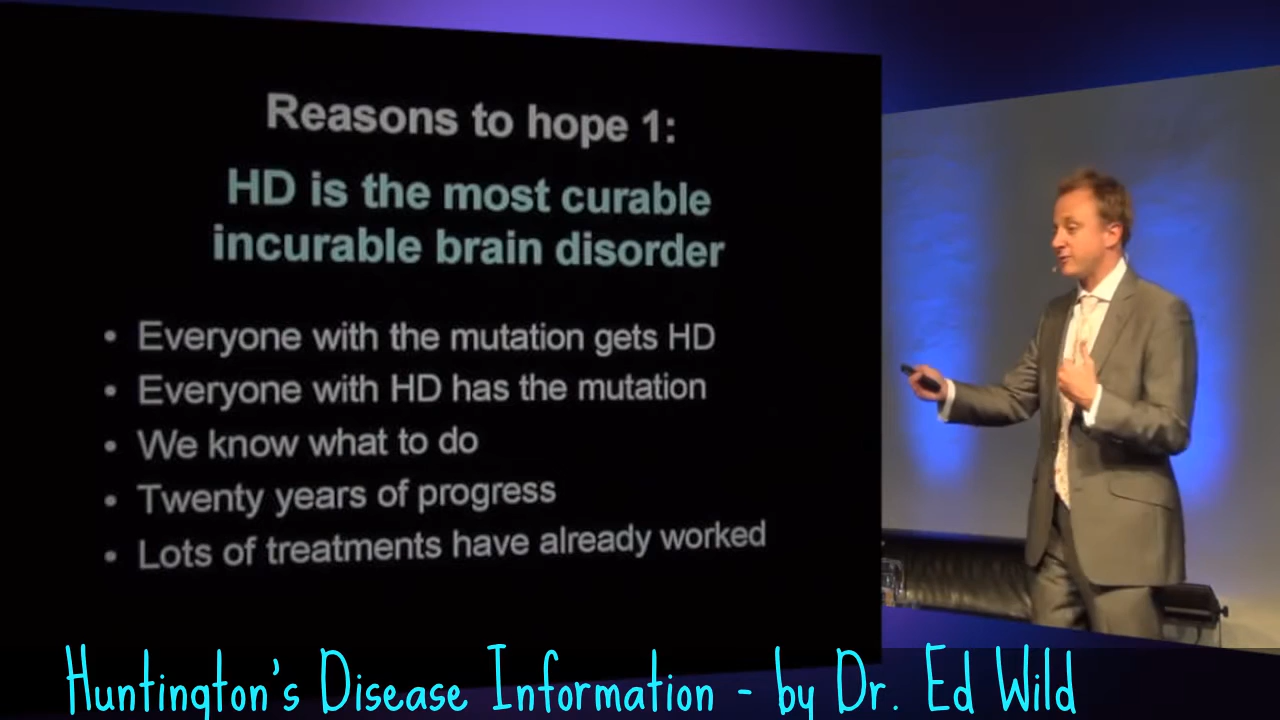 Reasons to hope 1:
HD is the most curable
incurable brain disorder
• Everyone with the mutation gets HD
• Everyone with HD has the mutation
• We know what to do
• Twenty years of progress
• Lots of treatments have already worked
Huntington's Disease Information - by Dr. Ed Wild